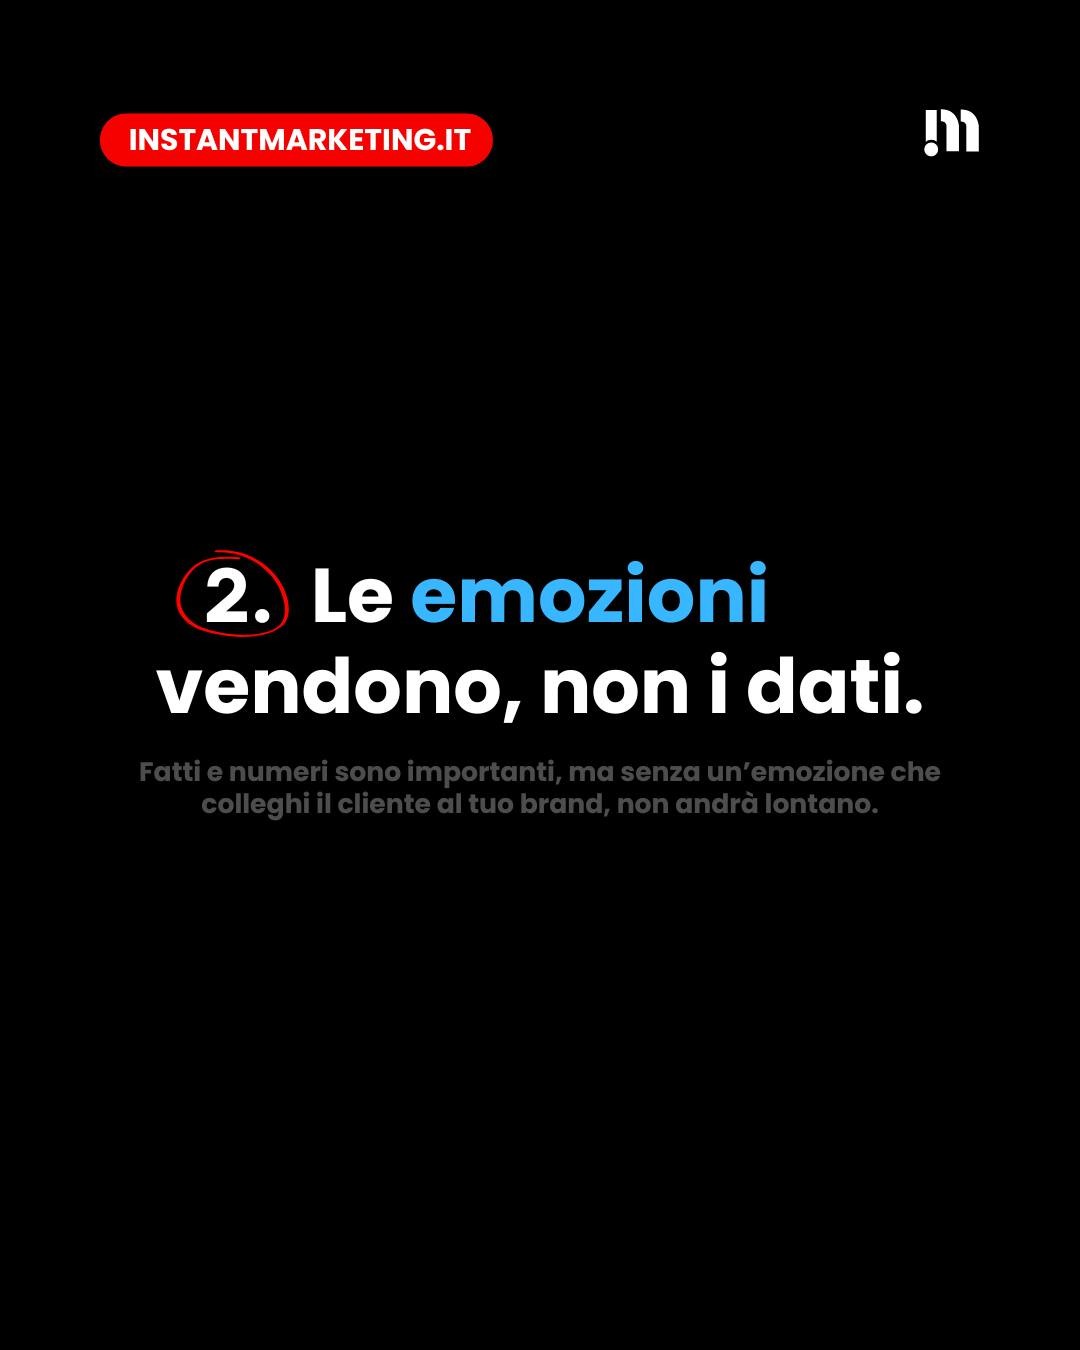 INSTANTMARKETING.IT
2. Le emozioni
vendono, non i dati.
Fatti e numeri sono importanti, ma senza un’emozione che
colleghi il cliente al tuo brand, non andrà lontano.